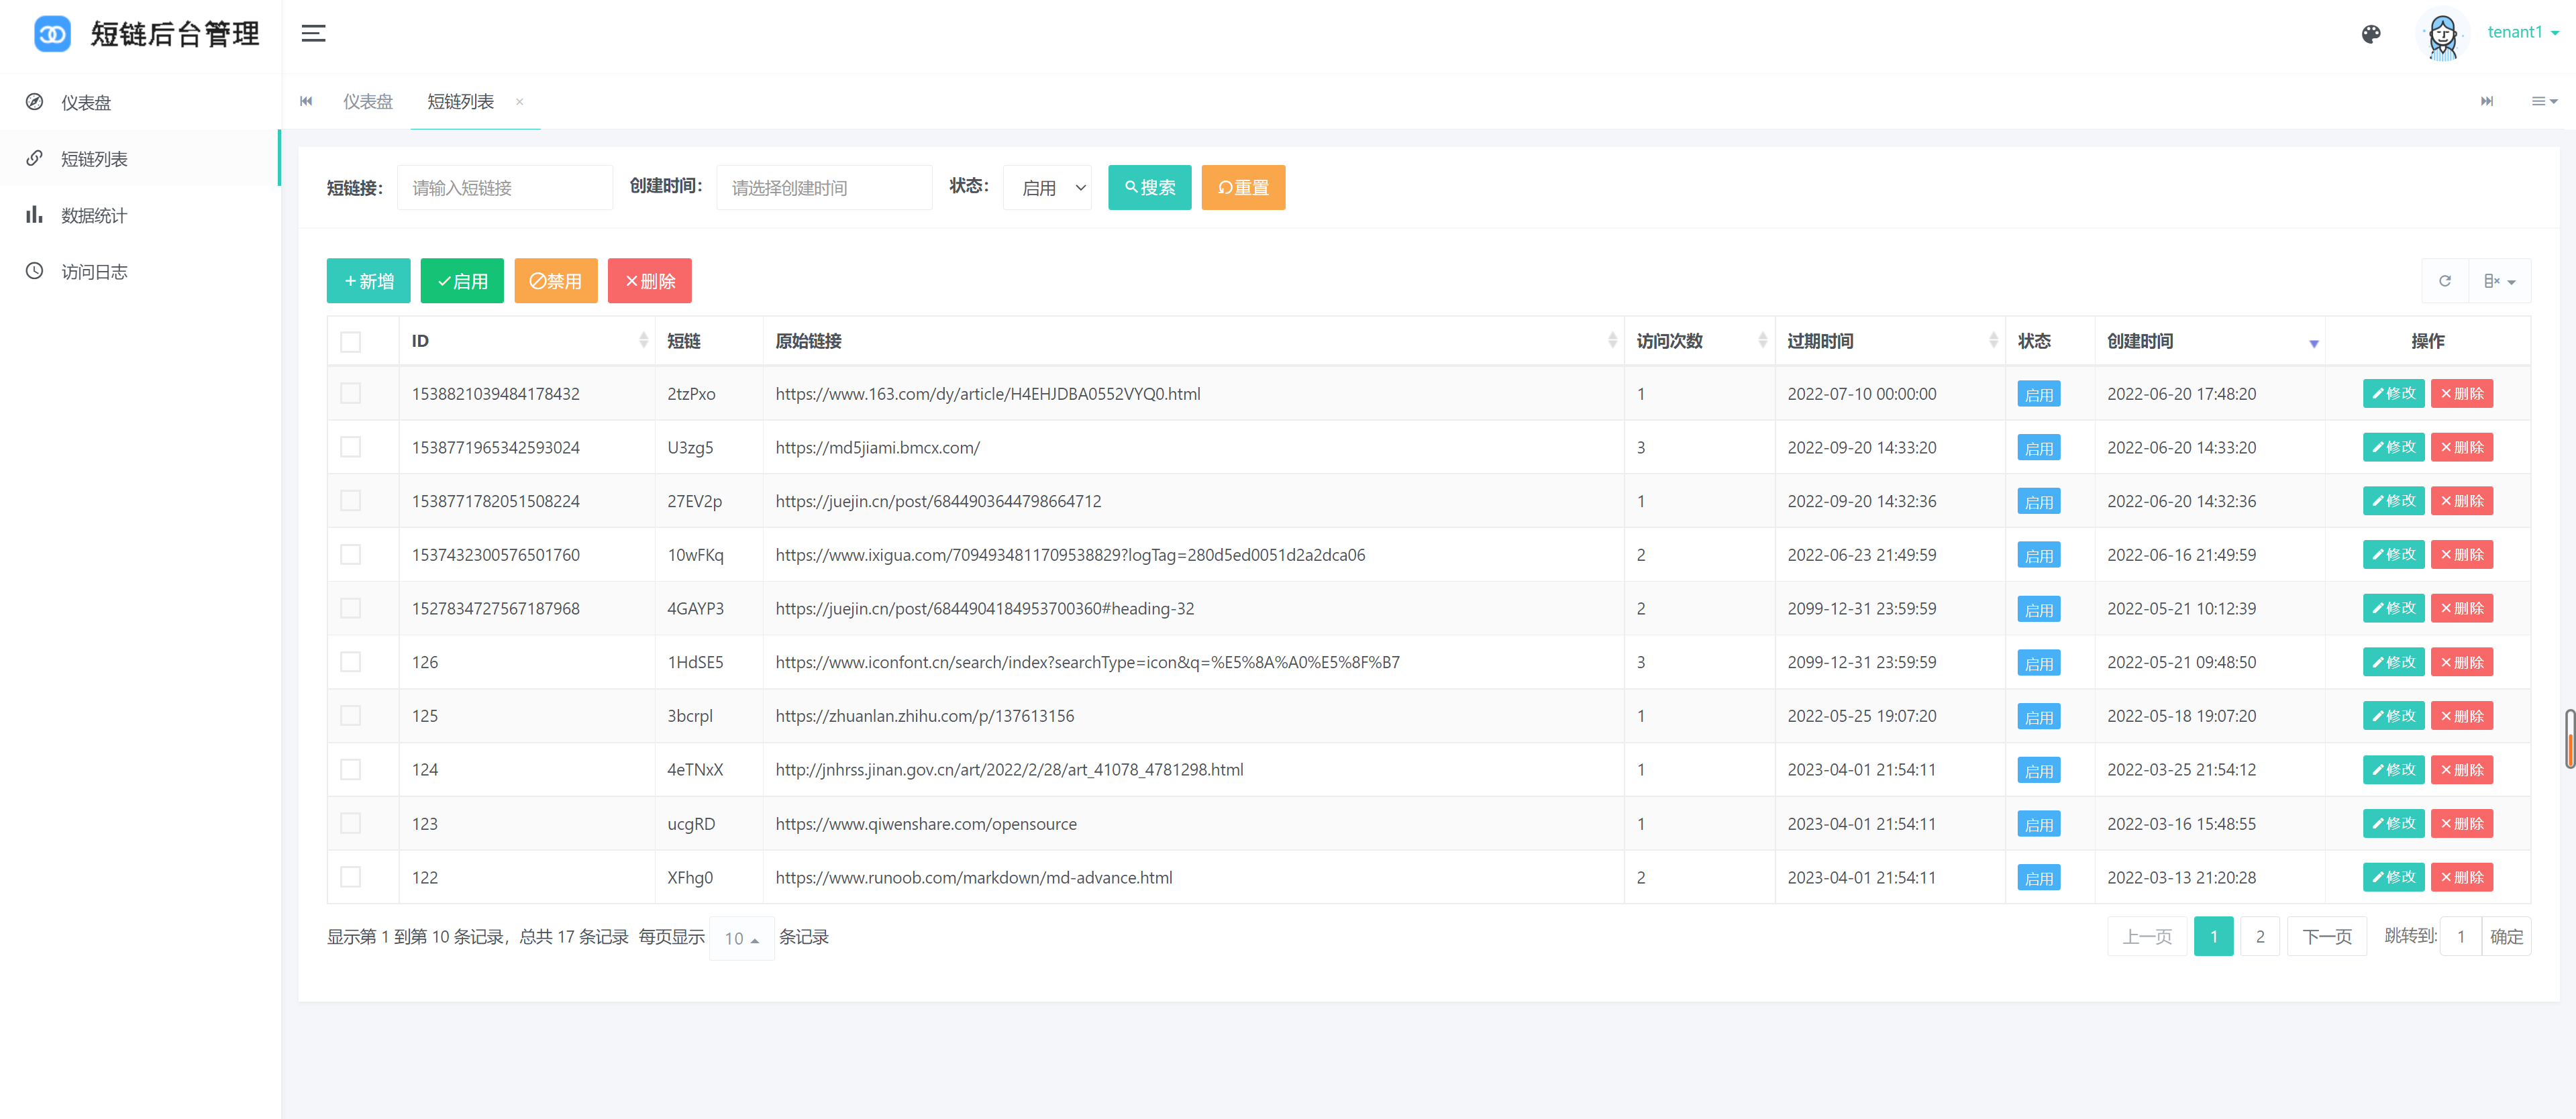 短链后台管理
tenant1
仪表盘
短链列表
数据统计
访问日志
仪表盘 短链列表 ×
短链接: 请输入短链接 创建时间: 请选择创建时间 状态: 启用 搜索 重置
+新增 启用 禁用 ×删除
ID 短链 原始链接 访问次数 过期时间 状态 创建时间 操作
1538821039484178432 2tzPxo https://www.163.com/dy/article/H4EHJDBA0552VYQ0.html 1 2022-07-10 00:00:00 启用 2022-06-20 17:48:20 修改 ×删除
1538771965342593024 U3zg5 https://md5jiami.bmcx.com/ 3 2022-09-20 14:33:20 启用 2022-06-20 14:33:20 修改 ×删除
1538771782051508224 27EV2p https://juejin.cn/post/6844903644798664712 1 2022-09-20 14:32:36 启用 2022-06-20 14:32:36 修改 ×删除
1537432300576501760 10wFKq https://www.ixigua.com/7094934811709538829?logTag=280d5ed0051d2a2dca06 2 2022-06-23 21:49:59 启用 2022-06-16 21:49:59 修改 ×删除
1527834727567187968 4GAYP3 https://juejin.cn/post/6844904184953700360#heading-32 2 2099-12-31 23:59:59 启用 2022-05-21 10:12:39 修改 ×删除
126 1HdSE5 https://www.iconfont.cn/search/index?searchType=icon&q=%E5%8A%A0%E5%8F%B7 3 2099-12-31 23:59:59 启用 2022-05-21 09:48:50 修改 ×删除
125 3bcrpl https://zhuanlan.zhihu.com/p/137613156 1 2022-05-25 19:07:20 启用 2022-05-18 19:07:20 修改 ×删除
124 4eTNxX http://jnhrss.jinan.gov.cn/art/2022/2/28/art_41078_4781298.html 1 2023-04-01 21:54:11 启用 2022-03-25 21:54:12 修改 ×删除
123 ucgRD https://www.qiwenshare.com/opensource 1 2023-04-01 21:54:11 启用 2022-03-16 15:48:55 修改 ×删除
122 XFhg0 https://www.runoob.com/markdown/md-advance.html 2 2023-04-01 21:54:11 启用 2022-03-13 21:20:28 修改 ×删除
显示第 1 到第 10 条记录，总共 17 条记录 每页显示 10 条记录 上一页 1 2 下一页 跳转到: 1 确定